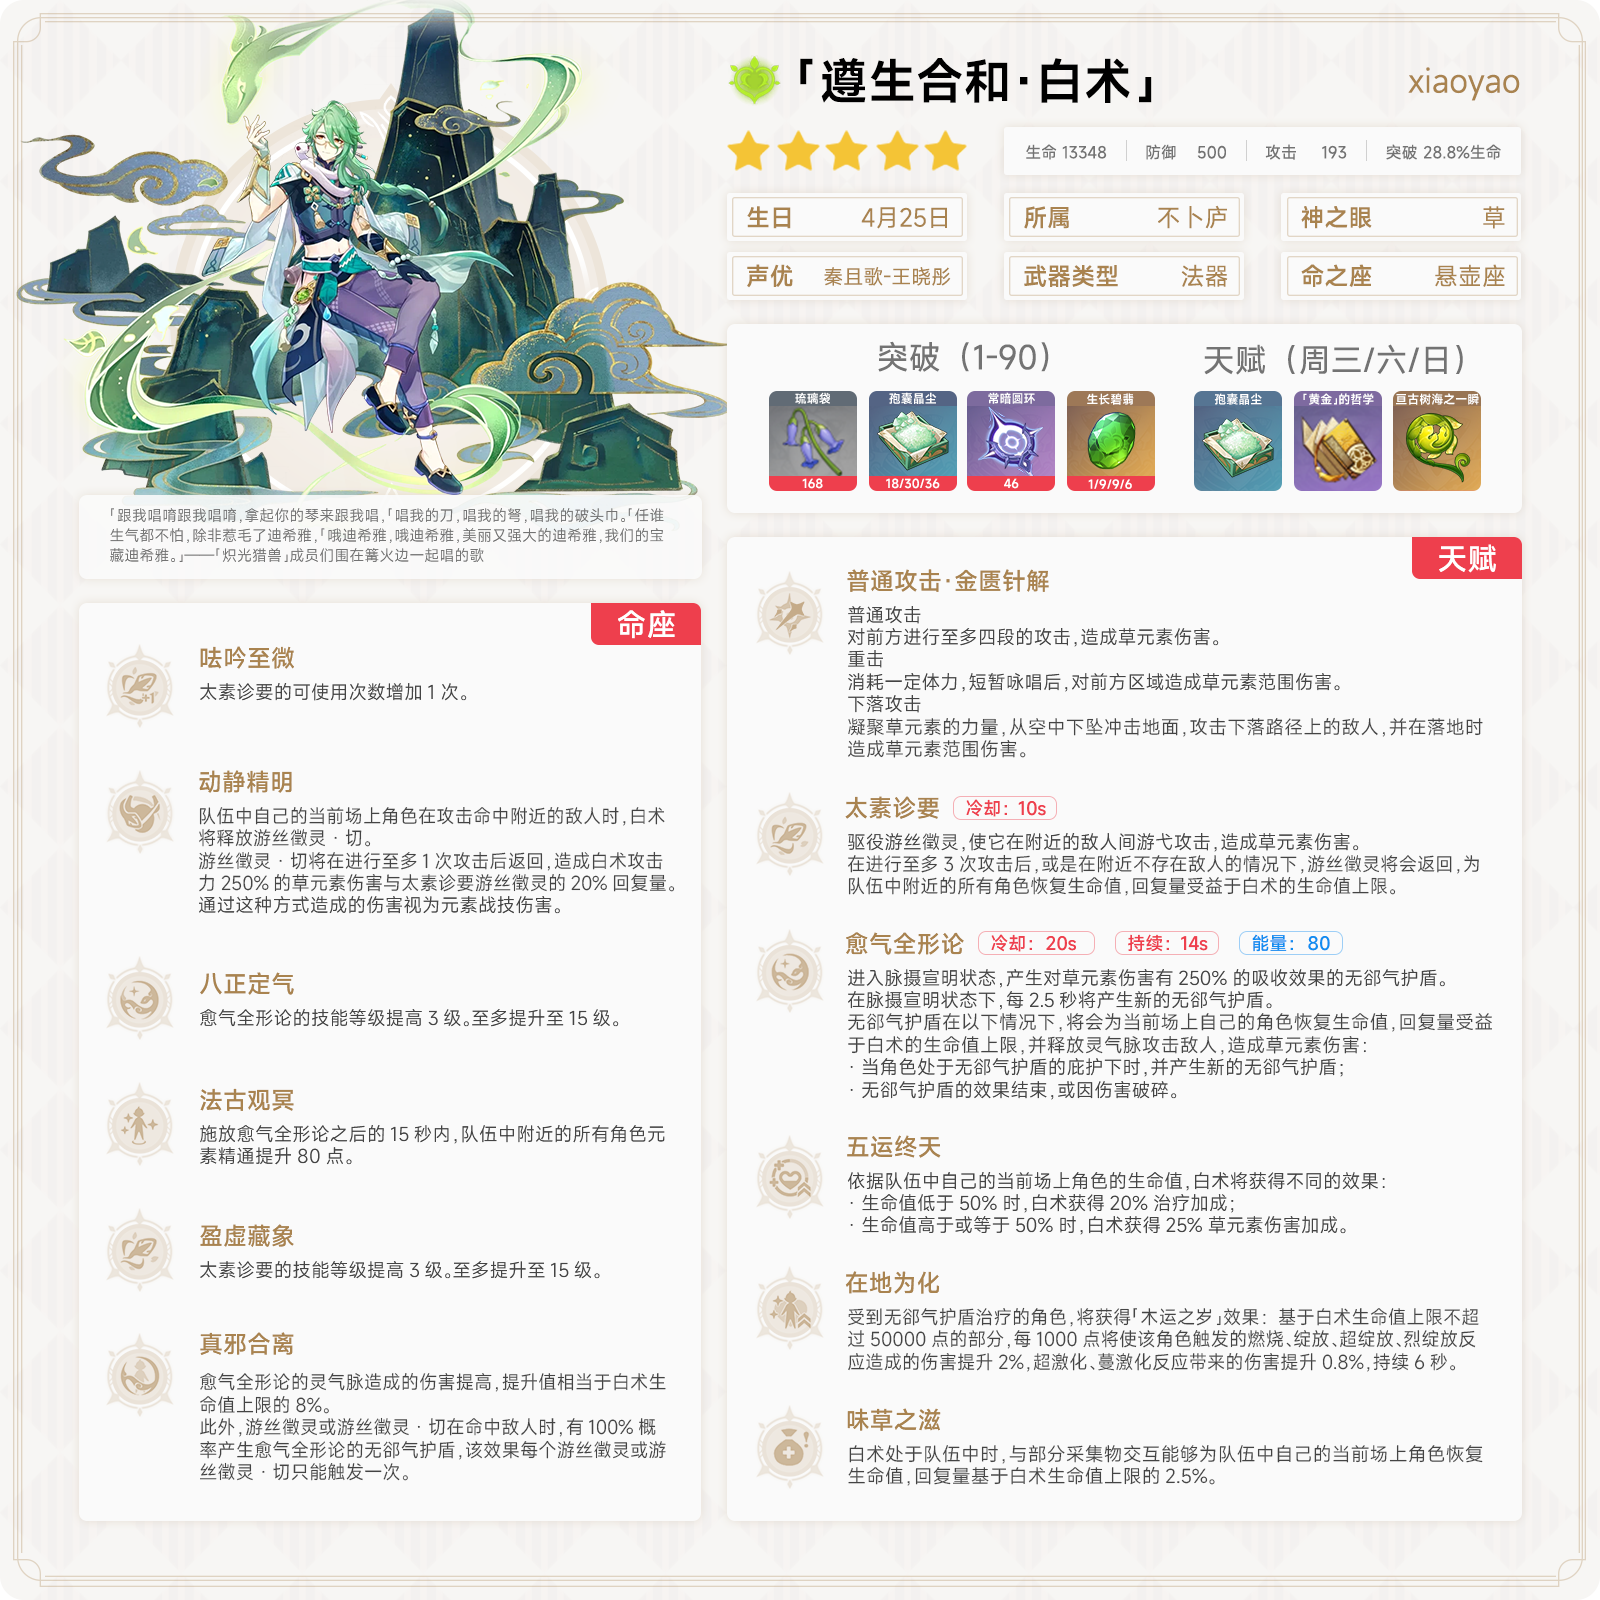 「遵生合和·白术」
xiaoyao
生命 13348 防御 500 攻击 193 突破 28.8%生命
生日 4月25日
所属 不卜庐
神之眼 草
声优 秦且歌-王晓彤
武器类型 法器
命之座 悬壶座
突破（1-90）
琉璃袋 孢囊晶尘 常暗圆环 生长碧翡
168 18/30/36 46 1/9/9/6
天赋（周三/六/日）
孢囊晶尘 「黄金」的哲学 亘古树海之一瞬
「跟我唱唷跟我唱唷,拿起你的琴来跟我唱,「唱我的刀,唱我的弩,唱我的破头巾。「任谁
生气都不怕,除非惹毛了迪希雅,「哦迪希雅,哦迪希雅,美丽又强大的迪希雅,我们的宝
藏迪希雅。」——「炽光猎兽」成员们围在篝火边一起唱的歌
命座
呿吟至微
太素诊要的可使用次数增加 1 次。
+1
动静精明
队伍中自己的当前场上角色在攻击命中附近的敌人时,白术
将释放游丝徵灵 · 切。
游丝徵灵 · 切将在进行至多 1 次攻击后返回,造成白术攻击
力 250% 的草元素伤害与太素诊要游丝徵灵的 20% 回复量。
通过这种方式造成的伤害视为元素战技伤害。
八正定气
愈气全形论的技能等级提高 3 级。至多提升至 15 级。
法古观冥
施放愈气全形论之后的 15 秒内,队伍中附近的所有角色元
素精通提升 80 点。
盈虚藏象
太素诊要的技能等级提高 3 级。至多提升至 15 级。
真邪合离
愈气全形论的灵气脉造成的伤害提高,提升值相当于白术生
命值上限的 8%。
此外,游丝徵灵或游丝徵灵 · 切在命中敌人时,有 100% 概
率产生愈气全形论的无郤气护盾,该效果每个游丝徵灵或游
丝徵灵 · 切只能触发一次。
天赋
普通攻击·金匮针解
普通攻击
对前方进行至多四段的攻击,造成草元素伤害。
重击
消耗一定体力,短暂咏唱后,对前方区域造成草元素范围伤害。
下落攻击
凝聚草元素的力量,从空中下坠冲击地面,攻击下落路径上的敌人,并在落地时
造成草元素范围伤害。
太素诊要 冷却：10s
驱役游丝徵灵,使它在附近的敌人间游弋攻击,造成草元素伤害。
在进行至多 3 次攻击后,或是在附近不存在敌人的情况下,游丝徵灵将会返回,为
队伍中附近的所有角色恢复生命值,回复量受益于白术的生命值上限。
愈气全形论 冷却：20s 持续：14s 能量：80
进入脉摄宣明状态,产生对草元素伤害有 250% 的吸收效果的无郤气护盾。
在脉摄宣明状态下,每 2.5 秒将产生新的无郤气护盾。
无郤气护盾在以下情况下,将会为当前场上自己的角色恢复生命值,回复量受益
于白术的生命值上限,并释放灵气脉攻击敌人,造成草元素伤害:
· 当角色处于无郤气护盾的庇护下时,并产生新的无郤气护盾;
· 无郤气护盾的效果结束,或因伤害破碎。
五运终天
依据队伍中自己的当前场上角色的生命值,白术将获得不同的效果:
· 生命值低于 50% 时,白术获得 20% 治疗加成;
· 生命值高于或等于 50% 时,白术获得 25% 草元素伤害加成。
在地为化
受到无郤气护盾治疗的角色,将获得「木运之岁」效果：基于白术生命值上限不超
过 50000 点的部分,每 1000 点将使该角色触发的燃烧、绽放、超绽放、烈绽放反
应造成的伤害提升 2%,超激化、蔓激化反应带来的伤害提升 0.8%,持续 6 秒。
味草之滋
白术处于队伍中时,与部分采集物交互能够为队伍中自己的当前场上角色恢复
生命值,回复量基于白术生命值上限的 2.5%。